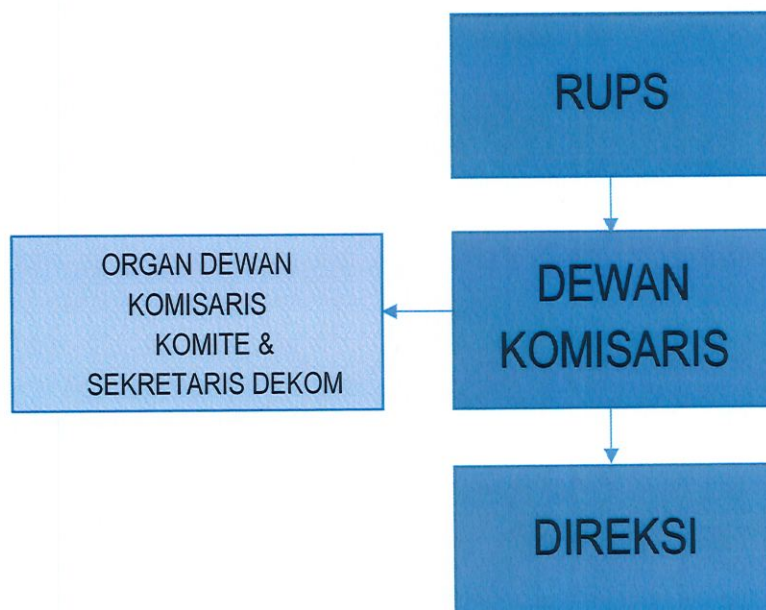 RUPS
ORGAN DEWAN
KOMISARIS
KOMITE &
SEKRETARIS DEKOM
DEWAN
KOMISARIS
DIREKSI